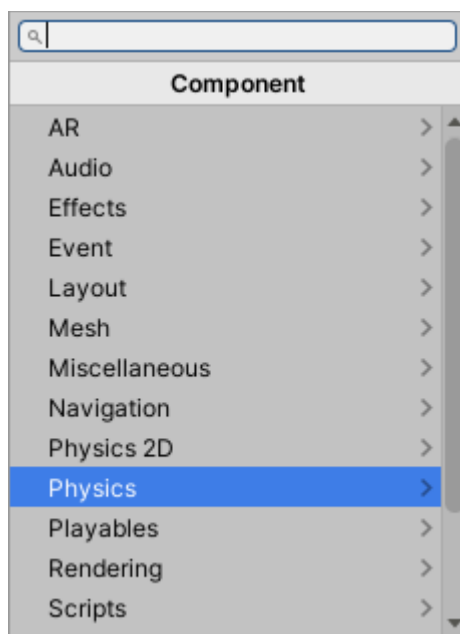 Component
AR
Audio
Effects
Event
Layout
Mesh
Miscellaneous
Navigation
Physics 2D
Physics
Playables
Rendering
Scripts